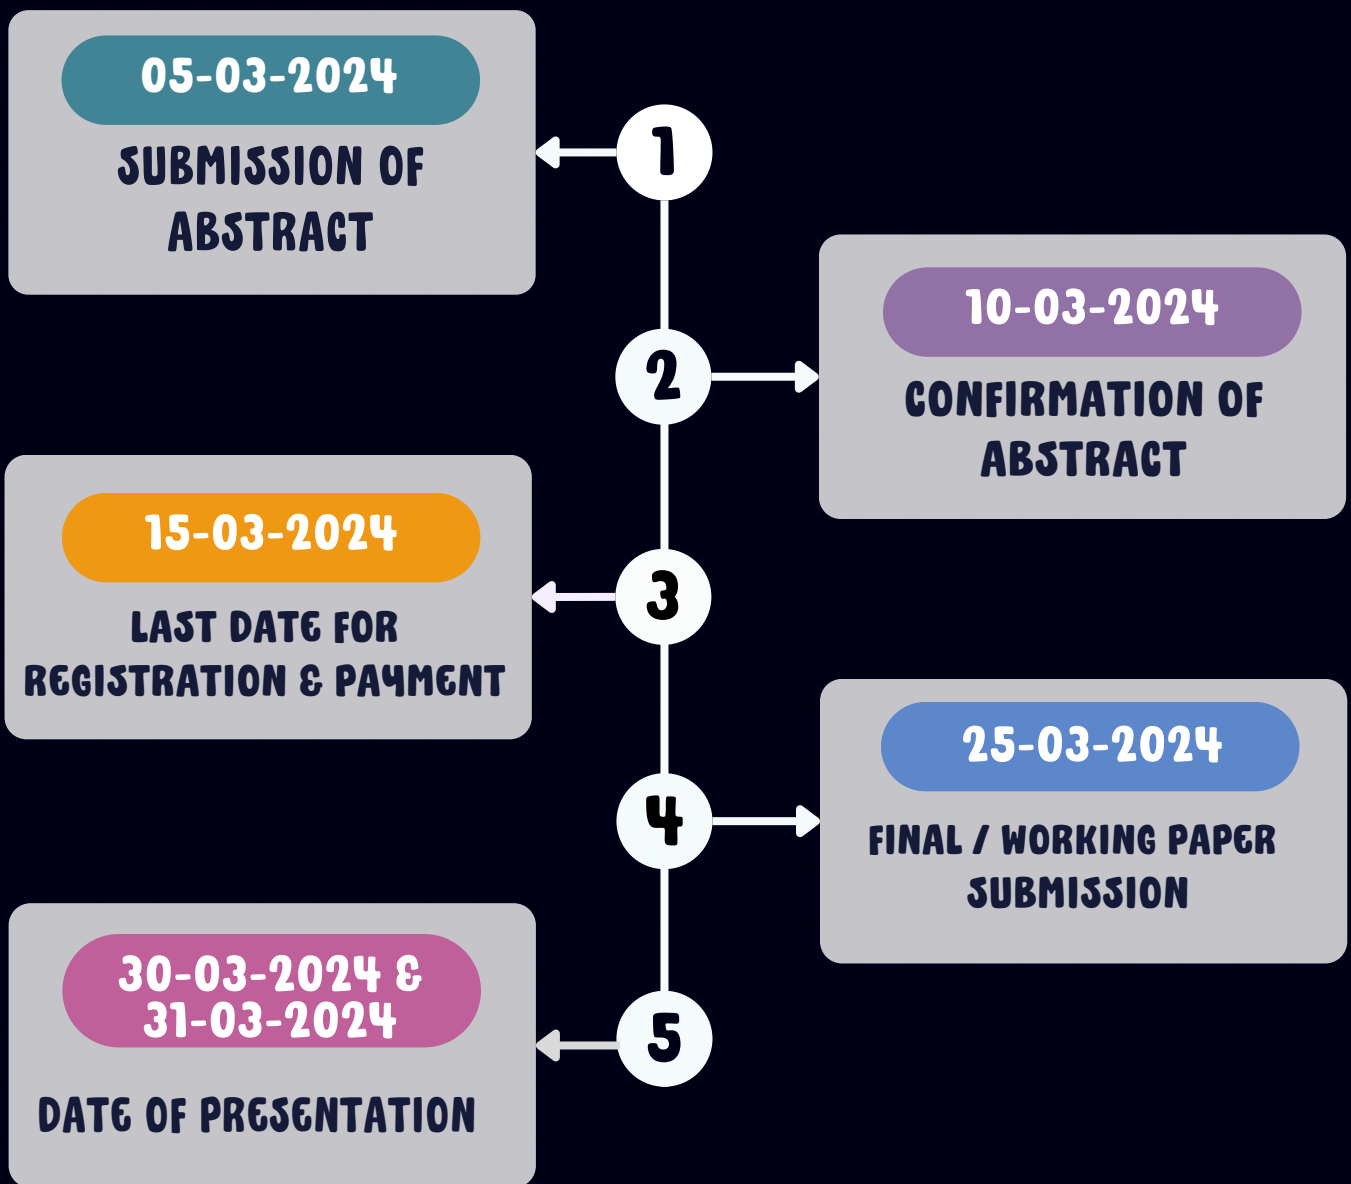 05-03-2024
SUBMISSION OF
ABSTRACT
1
2
10-03-2024
CONFIRMATION OF
ABSTRACT
15-03-2024
LAST DATE FOR
REGISTRATION & PAYMENT
3
4
25-03-2024
FINAL / WORKING PAPER
SUBMISSION
30-03-2024 &
31-03-2024
DATE OF PRESENTATION
5